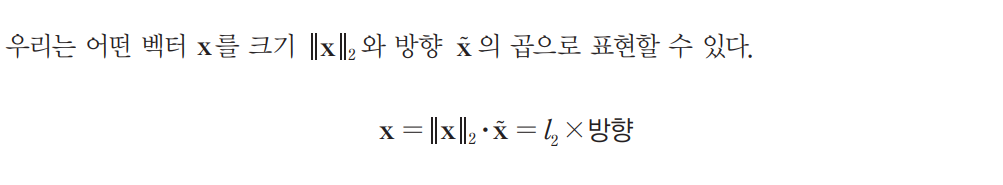 우리는 어떤 벡터 x를 크기 ‖x‖₂와 방향 x̃의 곱으로 표현할 수 있다.
x = ‖x‖₂ · x̃ = l₂ × 방향